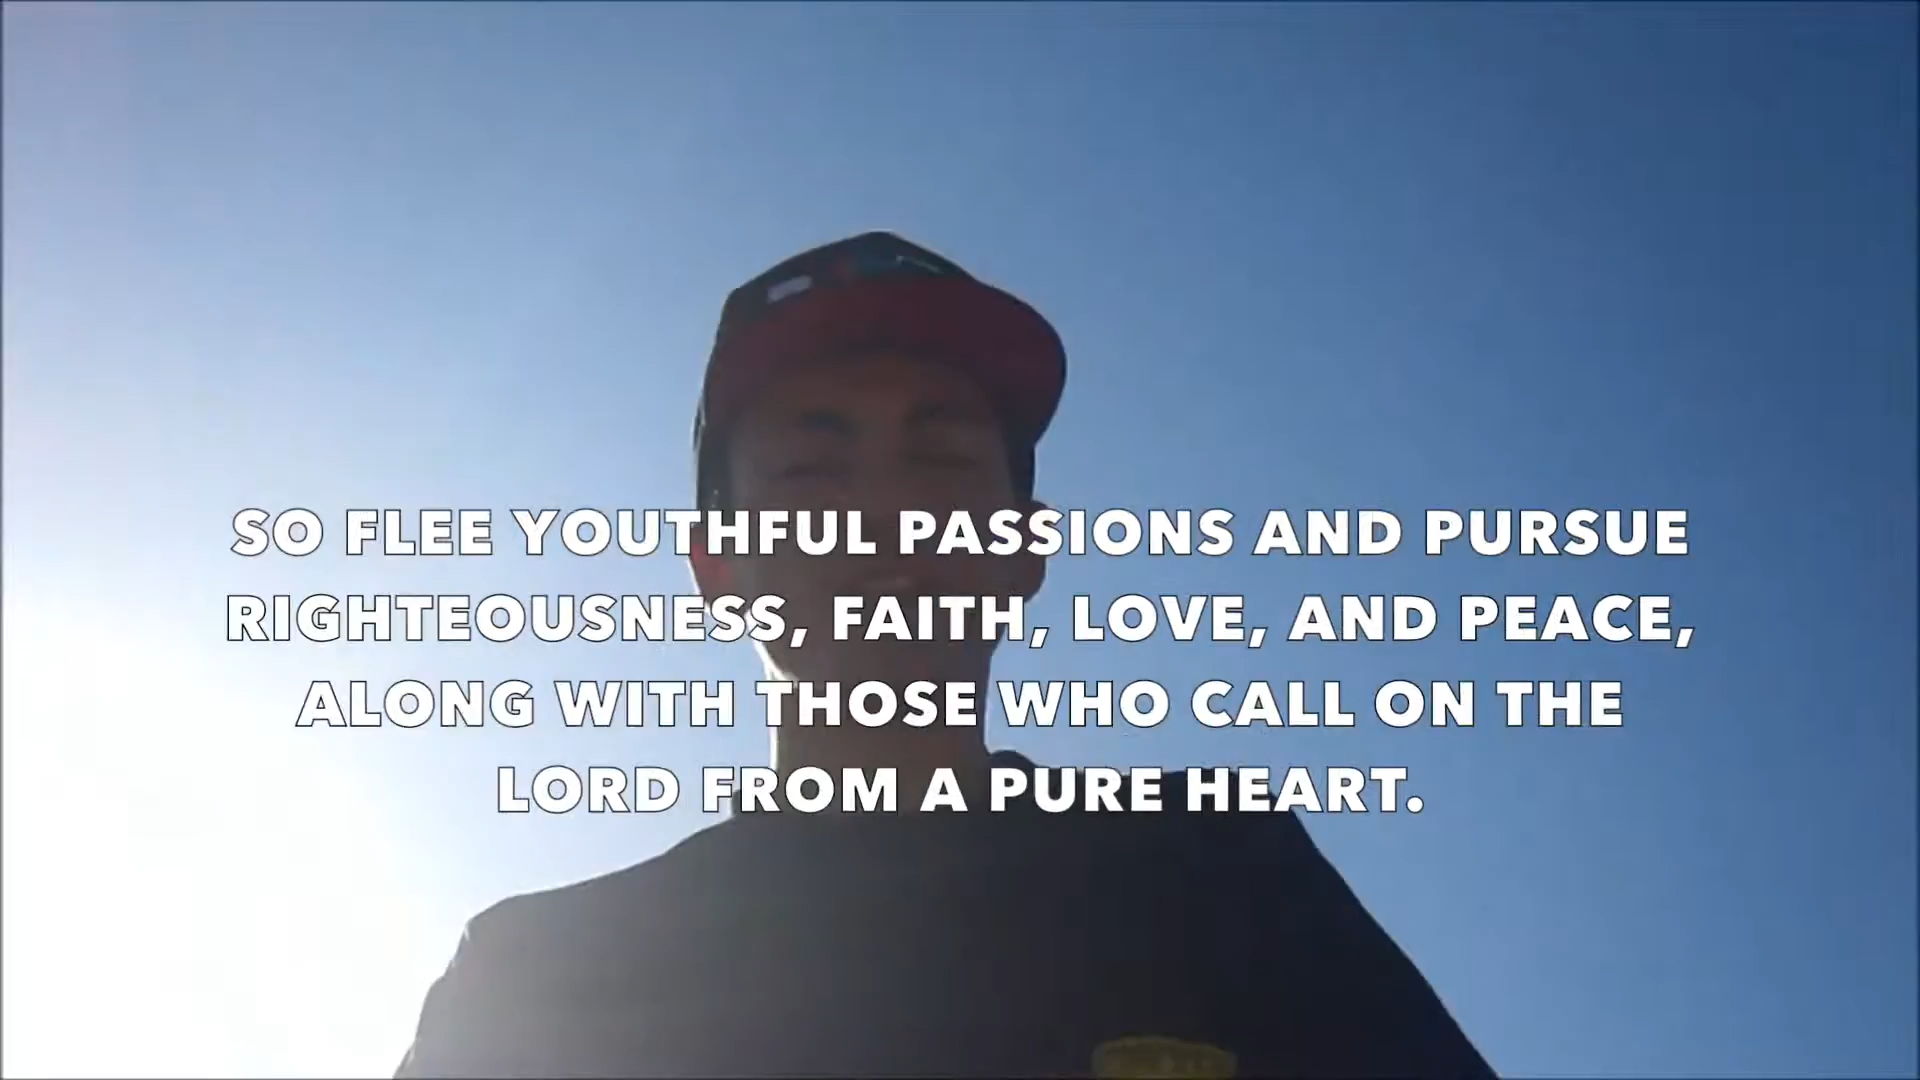 SO FLEE YOUTHFUL PASSIONS AND PURSUE
RIGHTEOUSNESS, FAITH, LOVE, AND PEACE,
ALONG WITH THOSE WHO CALL ON THE
LORD FROM A PURE HEART.